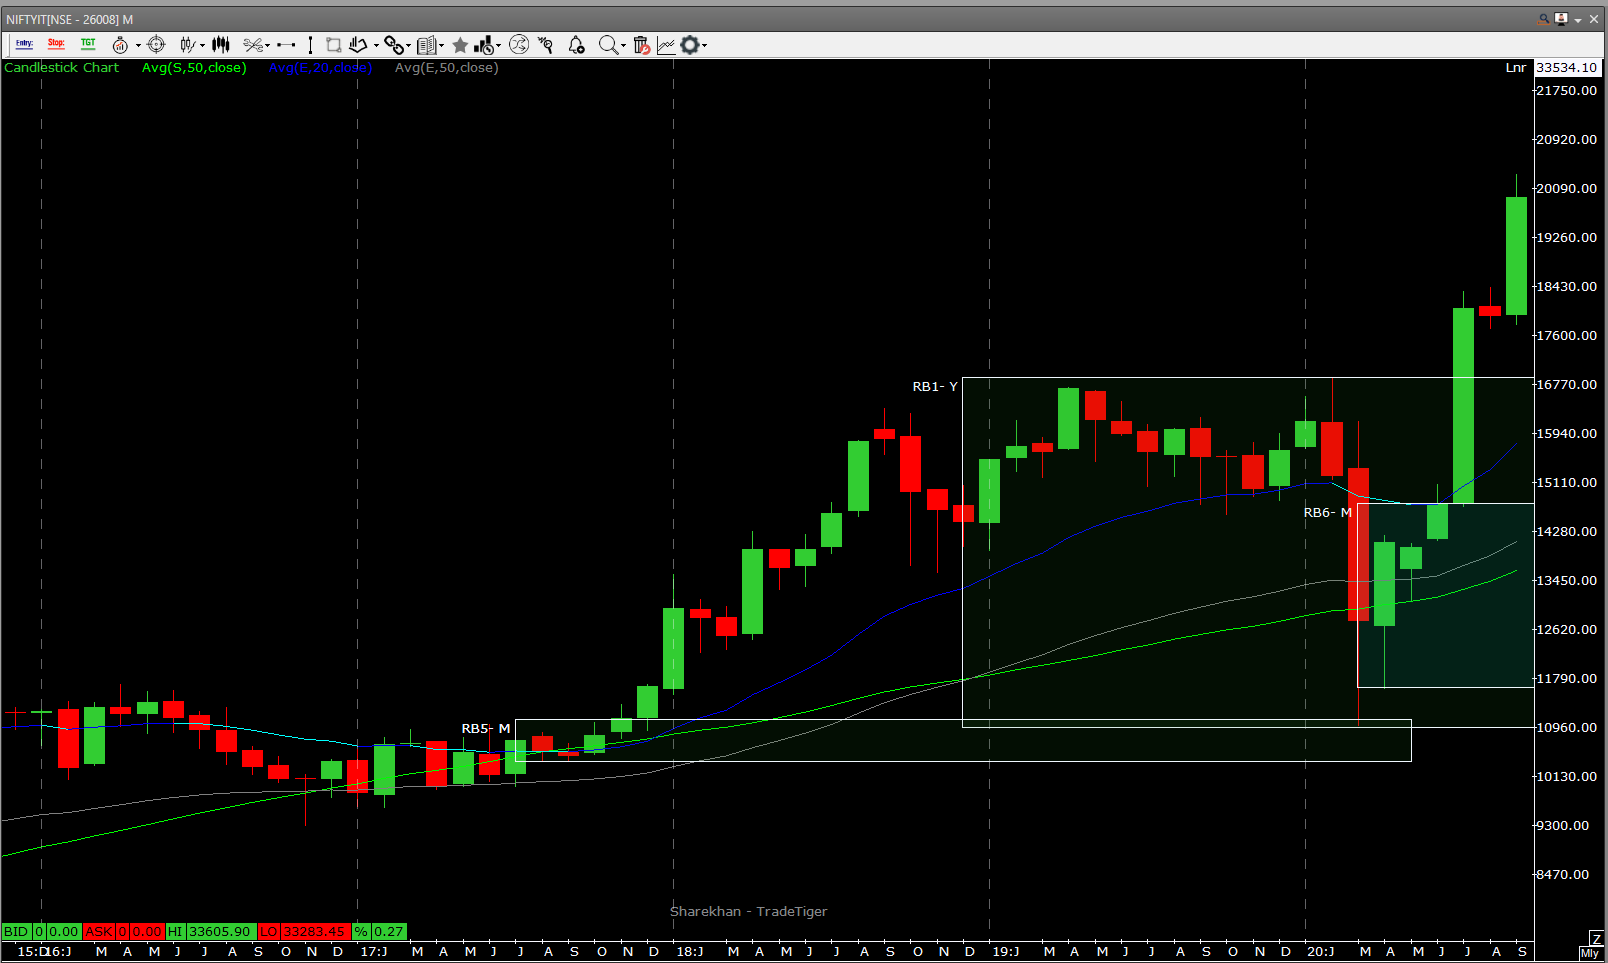 NIFTYIT[NSE - 26008] M
Entry: Stop: TGT
Candlestick Chart Avg(S,50,close) Avg(E,20,close) Avg(E,50,close) Lnr 33534.10
21750.00
20920.00
20090.00
19260.00
18430.00
17600.00
RB1- Y 16770.00
15940.00
15110.00
RB6- M
14280.00
13450.00
12620.00
11790.00
RB5- M 10960.00
10130.00
9300.00
8470.00
Sharekhan - TradeTiger
BID 0 0.00 ASK 0 0.00 HI 33605.90 LO 33283.45 % 0.27
Z
15:D 16:J M A M J J A S O N D 17:J M A M J J A S O N D 18:J M A M J J A S O N D 19:J M A M J J A S O N D 20:J M A M J J A S Mly